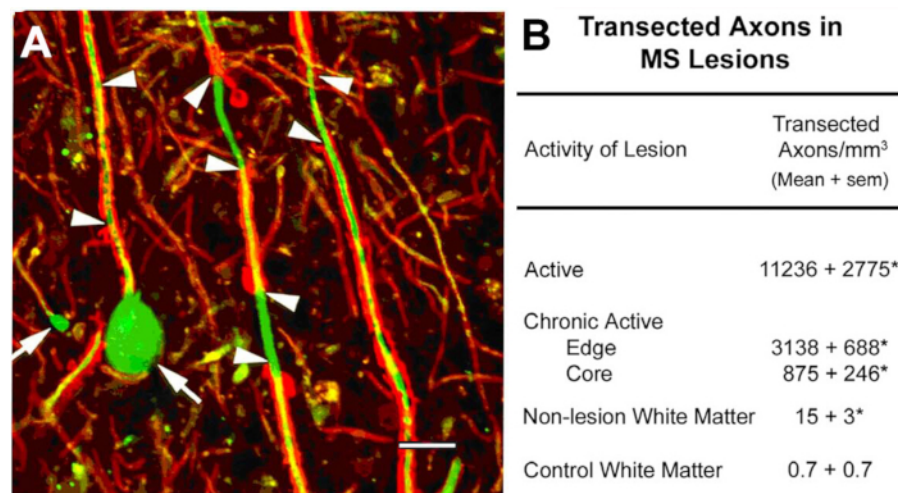 A
B Transected Axons in
MS Lesions
Activity of Lesion
Transected
Axons/mm³
(Mean + sem)
Active 11236 + 2775*
Chronic Active
Edge 3138 + 688*
Core 875 + 246*
Non-lesion White Matter 15 + 3*
Control White Matter 0.7 + 0.7